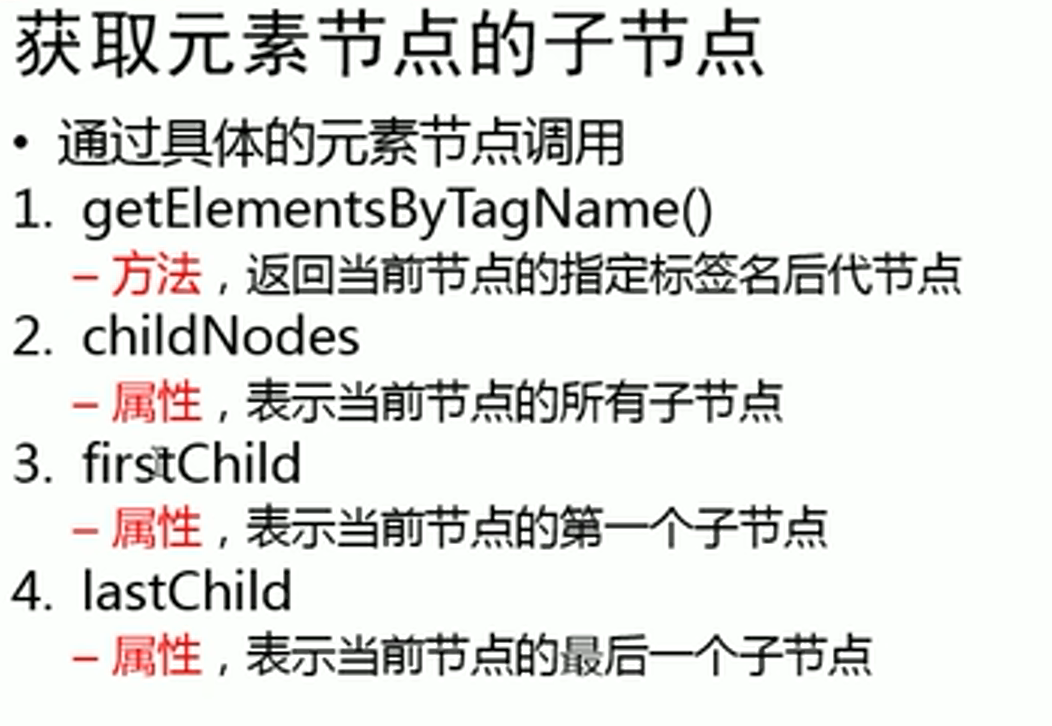 获取元素节点的子节点
• 通过具体的元素节点调用
1. getElementsByTagName()
– 方法，返回当前节点的指定标签名后代节点
2. childNodes
– 属性，表示当前节点的所有子节点
3. firstChild
– 属性，表示当前节点的第一个子节点
4. lastChild
– 属性，表示当前节点的最后一个子节点